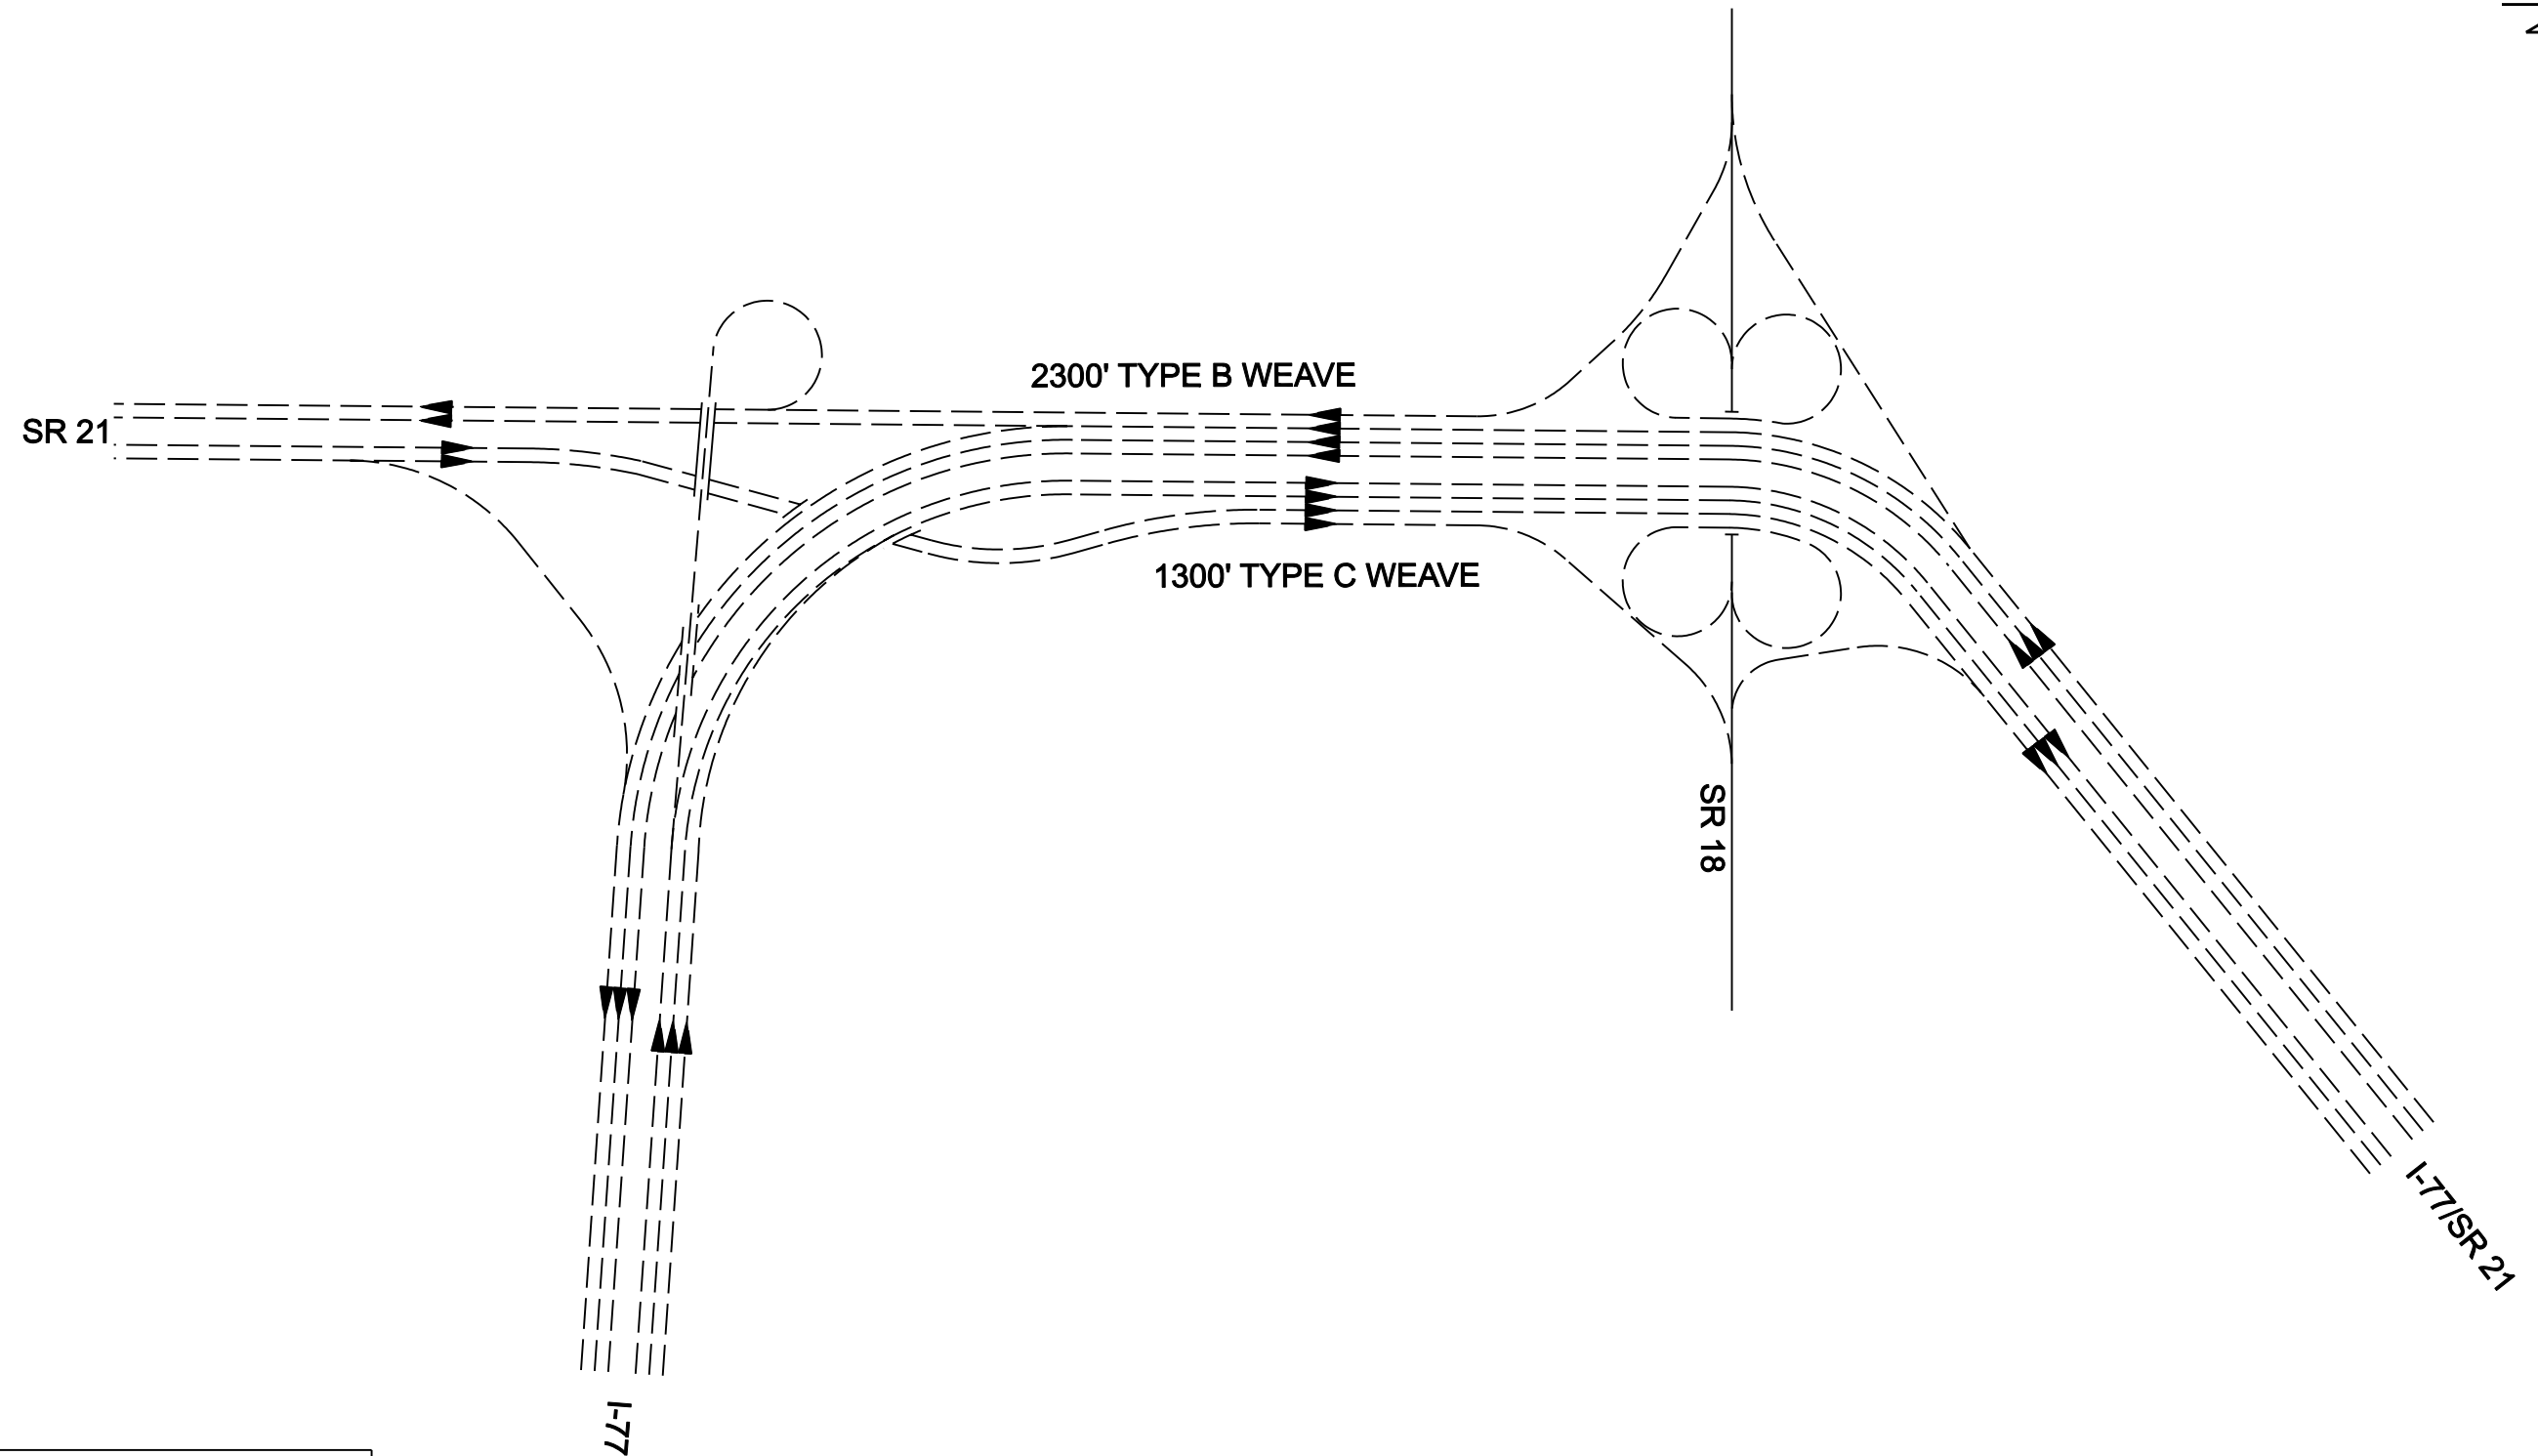 2300' TYPE B WEAVE
SR 21
1300' TYPE C WEAVE
SR 18
I-77/SR 21
I-77